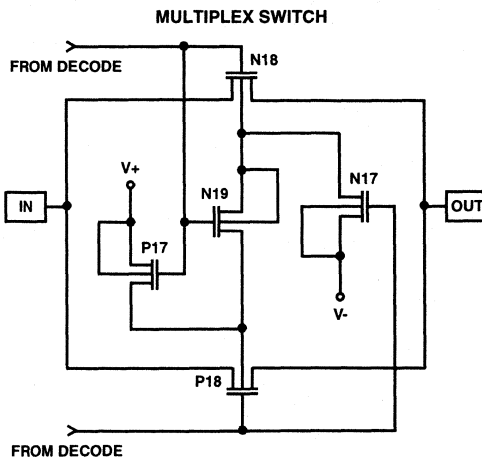 MULTIPLEX SWITCH
FROM DECODE
N18
V+
N19
N17
IN
OUT
P17
V-
P18
FROM DECODE